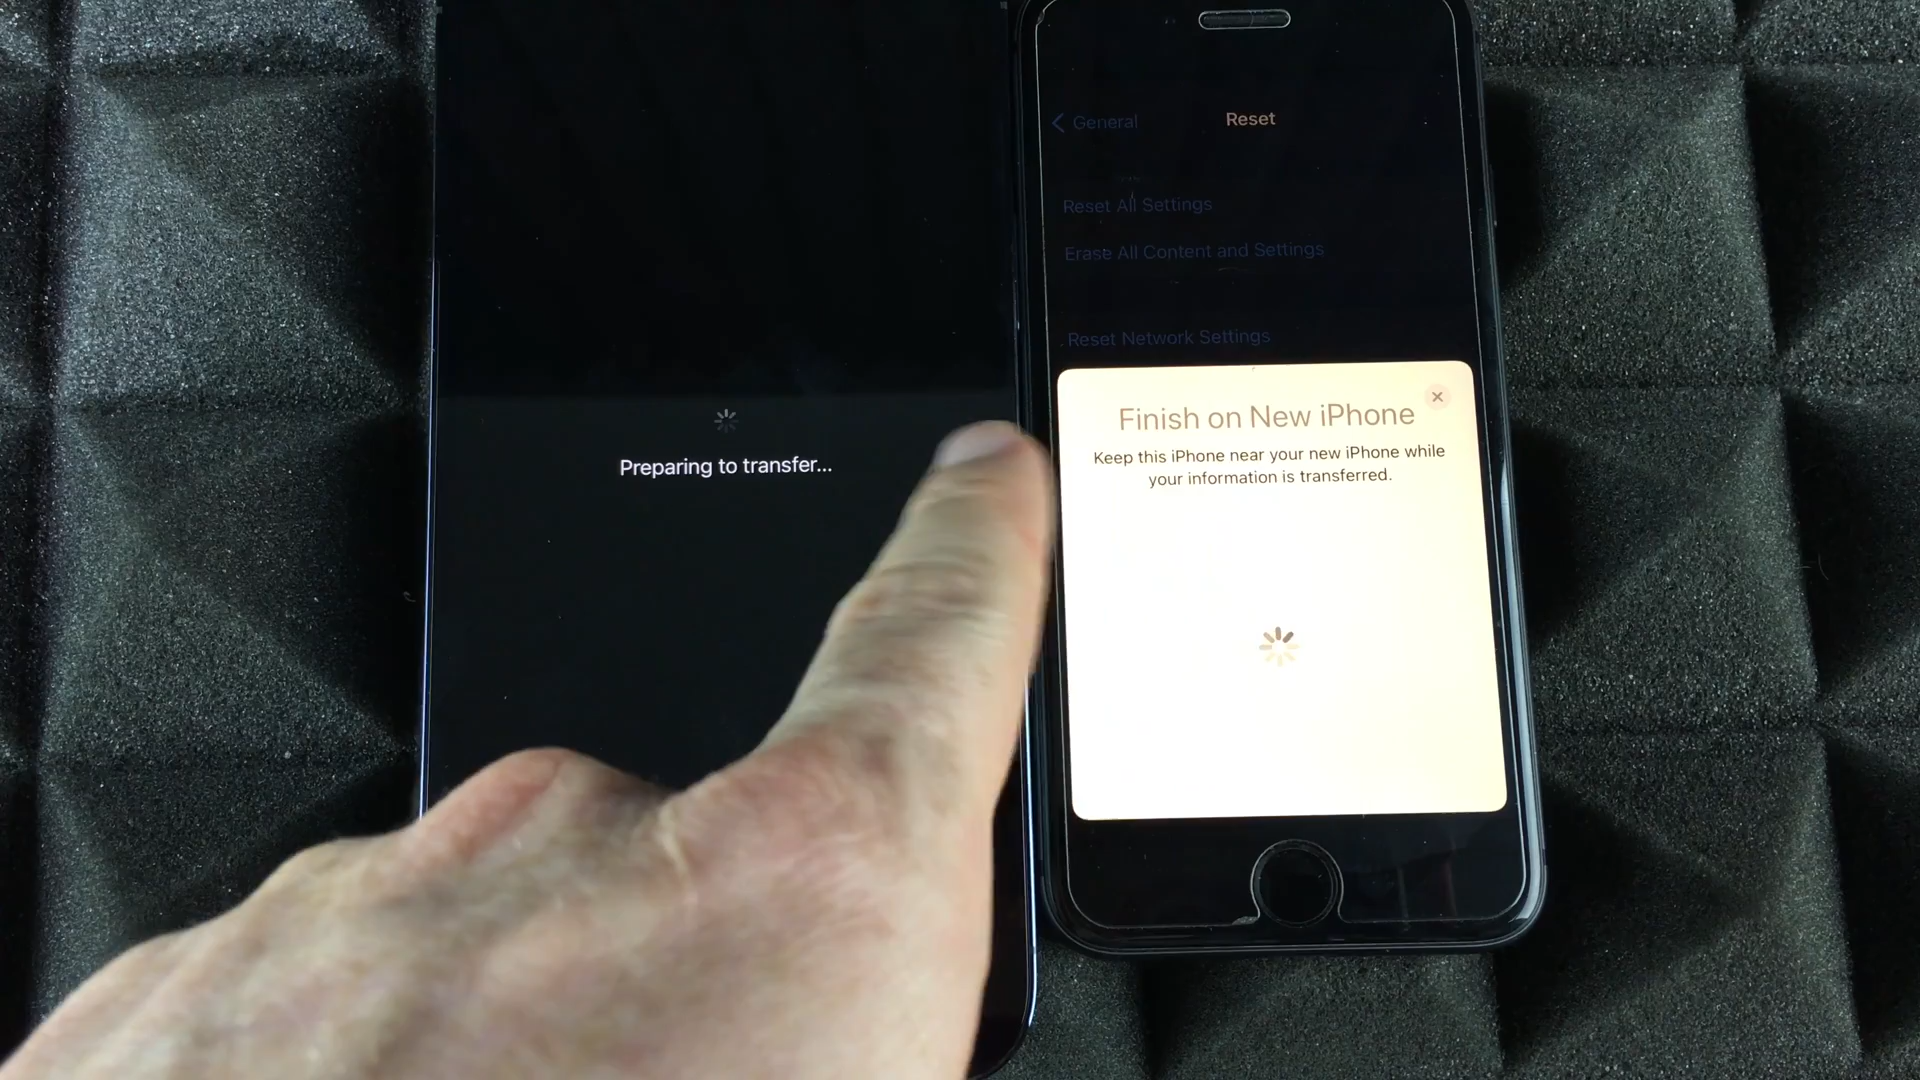 Preparing to transfer...
General
Reset
Reset All Settings
Erase All Content and Settings
Reset Network Settings
Finish on New iPhone
Keep this iPhone near your new iPhone while
your information is transferred.